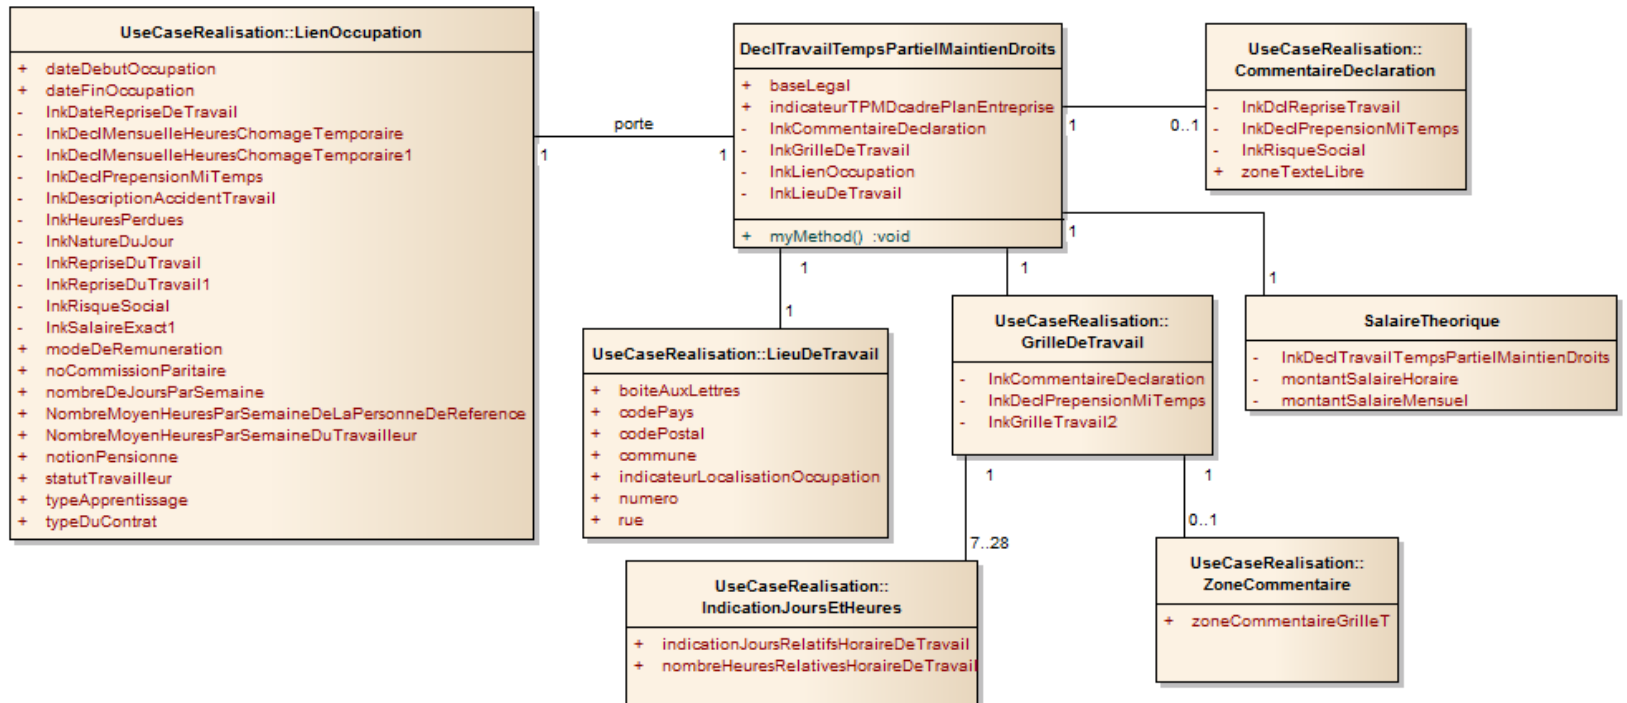 UseCaseRealisation::LienOccupation
+ dateDebutOccupation
+ dateFinOccupation
- lnkDateRepriseDeTravail
- lnkDeclMensuelleHeuresChomageTemporaire
- lnkDeclMensuelleHeuresChomageTemporaire1
- lnkDeclPrepensionMiTemps
- lnkDescriptionAccidentTravail
- lnkHeuresPerdues
- lnkNatureDuJour
- lnkRepriseDuTravail
- lnkRepriseDuTravail1
- lnkRisqueSocial
- lnkSalaireExact1
+ modeDeRemuneration
+ noCommissionParitaire
+ nombreDeJoursParSemaine
+ NombreMoyenHeuresParSemaineDeLaPersonneDeReference
+ NombreMoyenHeuresParSemaineDuTravailleur
+ notionPensionne
+ statutTravailleur
+ typeApprentissage
+ typeDuContrat
porte
1
1
DeclTravailTempsPartielMaintienDroits
+ baseLegal
+ indicateurTPMDcadrePlanEntreprise
- lnkCommentaireDeclaration
- lnkGrilleDeTravail
- lnkLienOccupation
- lnkLieuDeTravail
+ myMethod() :void
1
0..1
UseCaseRealisation::
CommentaireDeclaration
- lnkDclRepriseTravail
- lnkDeclPrepensionMiTemps
- lnkRisqueSocial
+ zoneTexteLibre
1
1
1
1
1
UseCaseRealisation::LieuDeTravail
+ boiteAuxLettres
+ codePays
+ codePostal
+ commune
+ indicateurLocalisationOccupation
+ numero
+ rue
UseCaseRealisation::
GrilleDeTravail
- lnkCommentaireDeclaration
- lnkDeclPrepensionMiTemps
- lnkGrilleTravail2
SalaireTheorique
- lnkDeclTravailTempsPartielMaintienDroits
- montantSalaireHoraire
- montantSalaireMensuel
1
1
7..28
0..1
UseCaseRealisation::
IndicationJoursEtHeures
+ indicationJoursRelatifsHoraireDeTravail
+ nombreHeuresRelativesHoraireDeTravail
UseCaseRealisation::
ZoneCommentaire
+ zoneCommentaireGrilleT